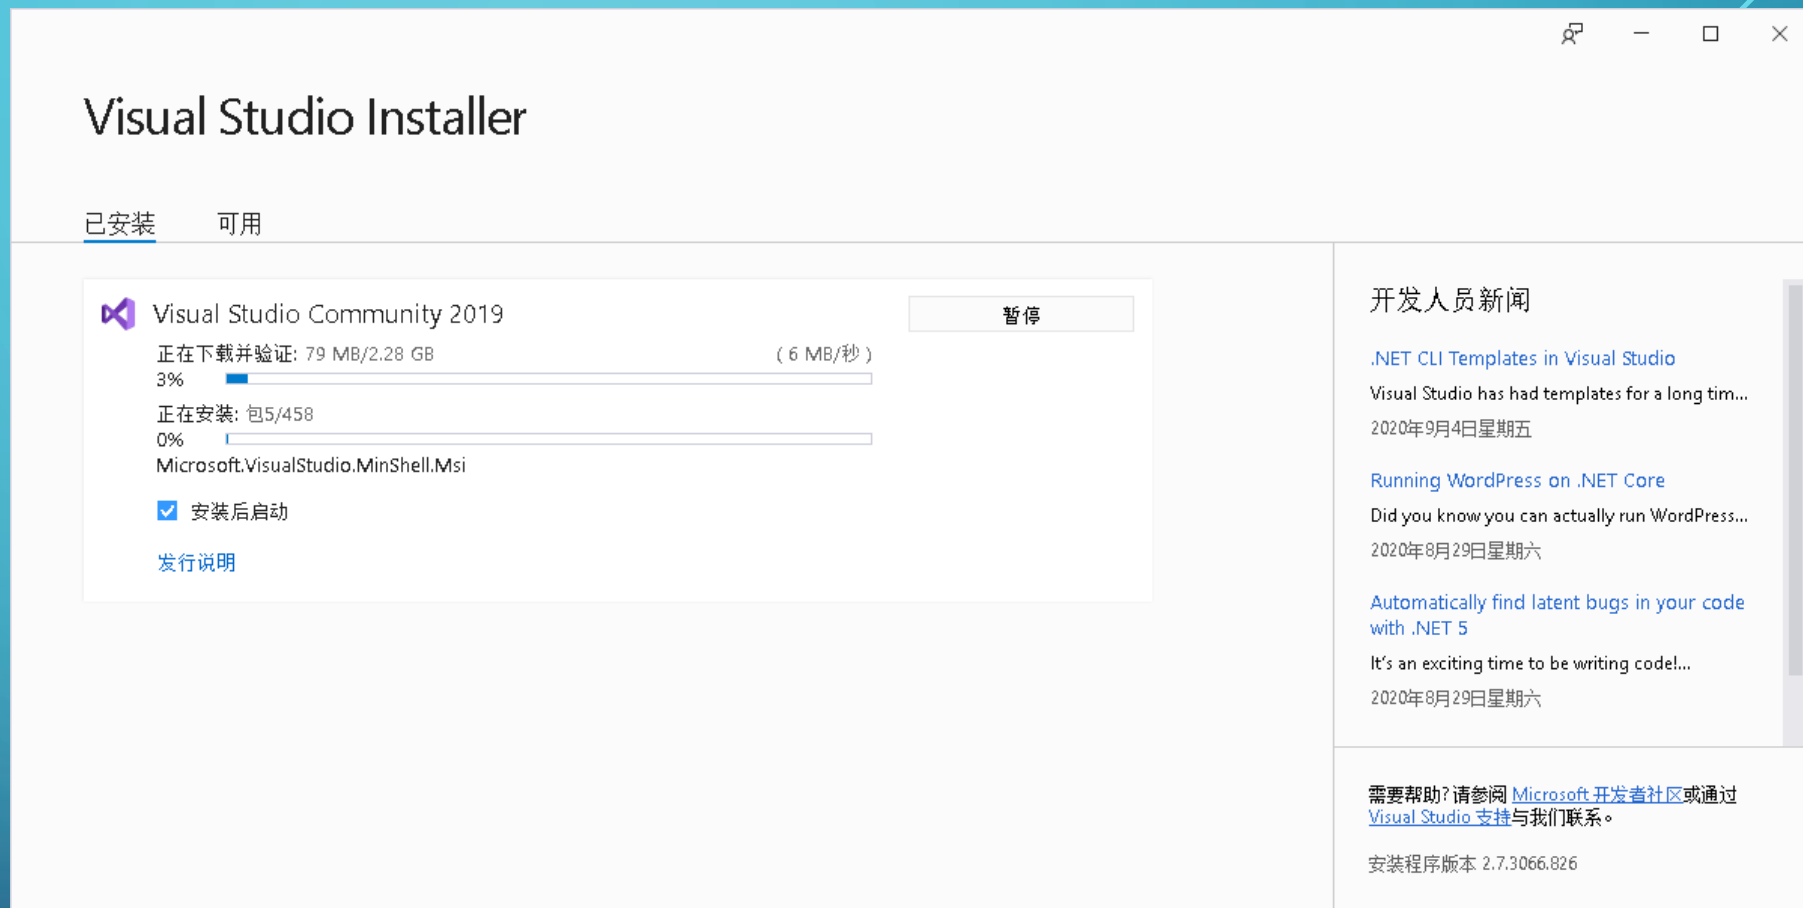 Visual Studio Installer
已安装
可用
Visual Studio Community 2019
暂停
正在下载并验证: 79 MB/2.28 GB
( 6 MB/秒 )
3%
正在安装: 包5/458
0%
Microsoft.VisualStudio.MinShell.Msi
安装后启动
发行说明
开发人员新闻
.NET CLI Templates in Visual Studio
Visual Studio has had templates for a long tim...
2020年9月4日星期五
Running WordPress on .NET Core
Did you know you can actually run WordPress...
2020年8月29日星期六
Automatically find latent bugs in your code
with .NET 5
It's an exciting time to be writing code!...
2020年8月29日星期六
需要帮助?请参阅 Microsoft 开发者社区或通过
Visual Studio 支持与我们联系。
安装程序版本 2.7.3066.826